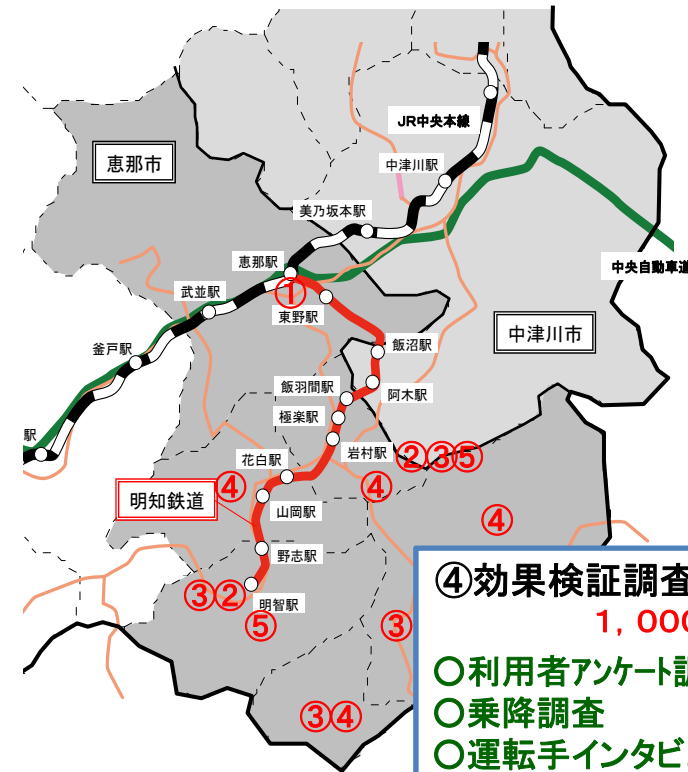 JR中央本線
中津川駅
恵那市
美乃坂本駅
恵那駅
中央自動車道
武並駅
①
東野駅
中津川市
釜戸駅
飯沼駅
飯羽間駅
阿木駅
極楽駅
駅
岩村駅
②③⑤
花白駅
④
④
明知鉄道
山岡駅
④
野志駅
③②
明智駅
⑤
③
③④
④効果検証調査
1,000
○利用者アンケート調
○乗降調査
○運転手インタビ